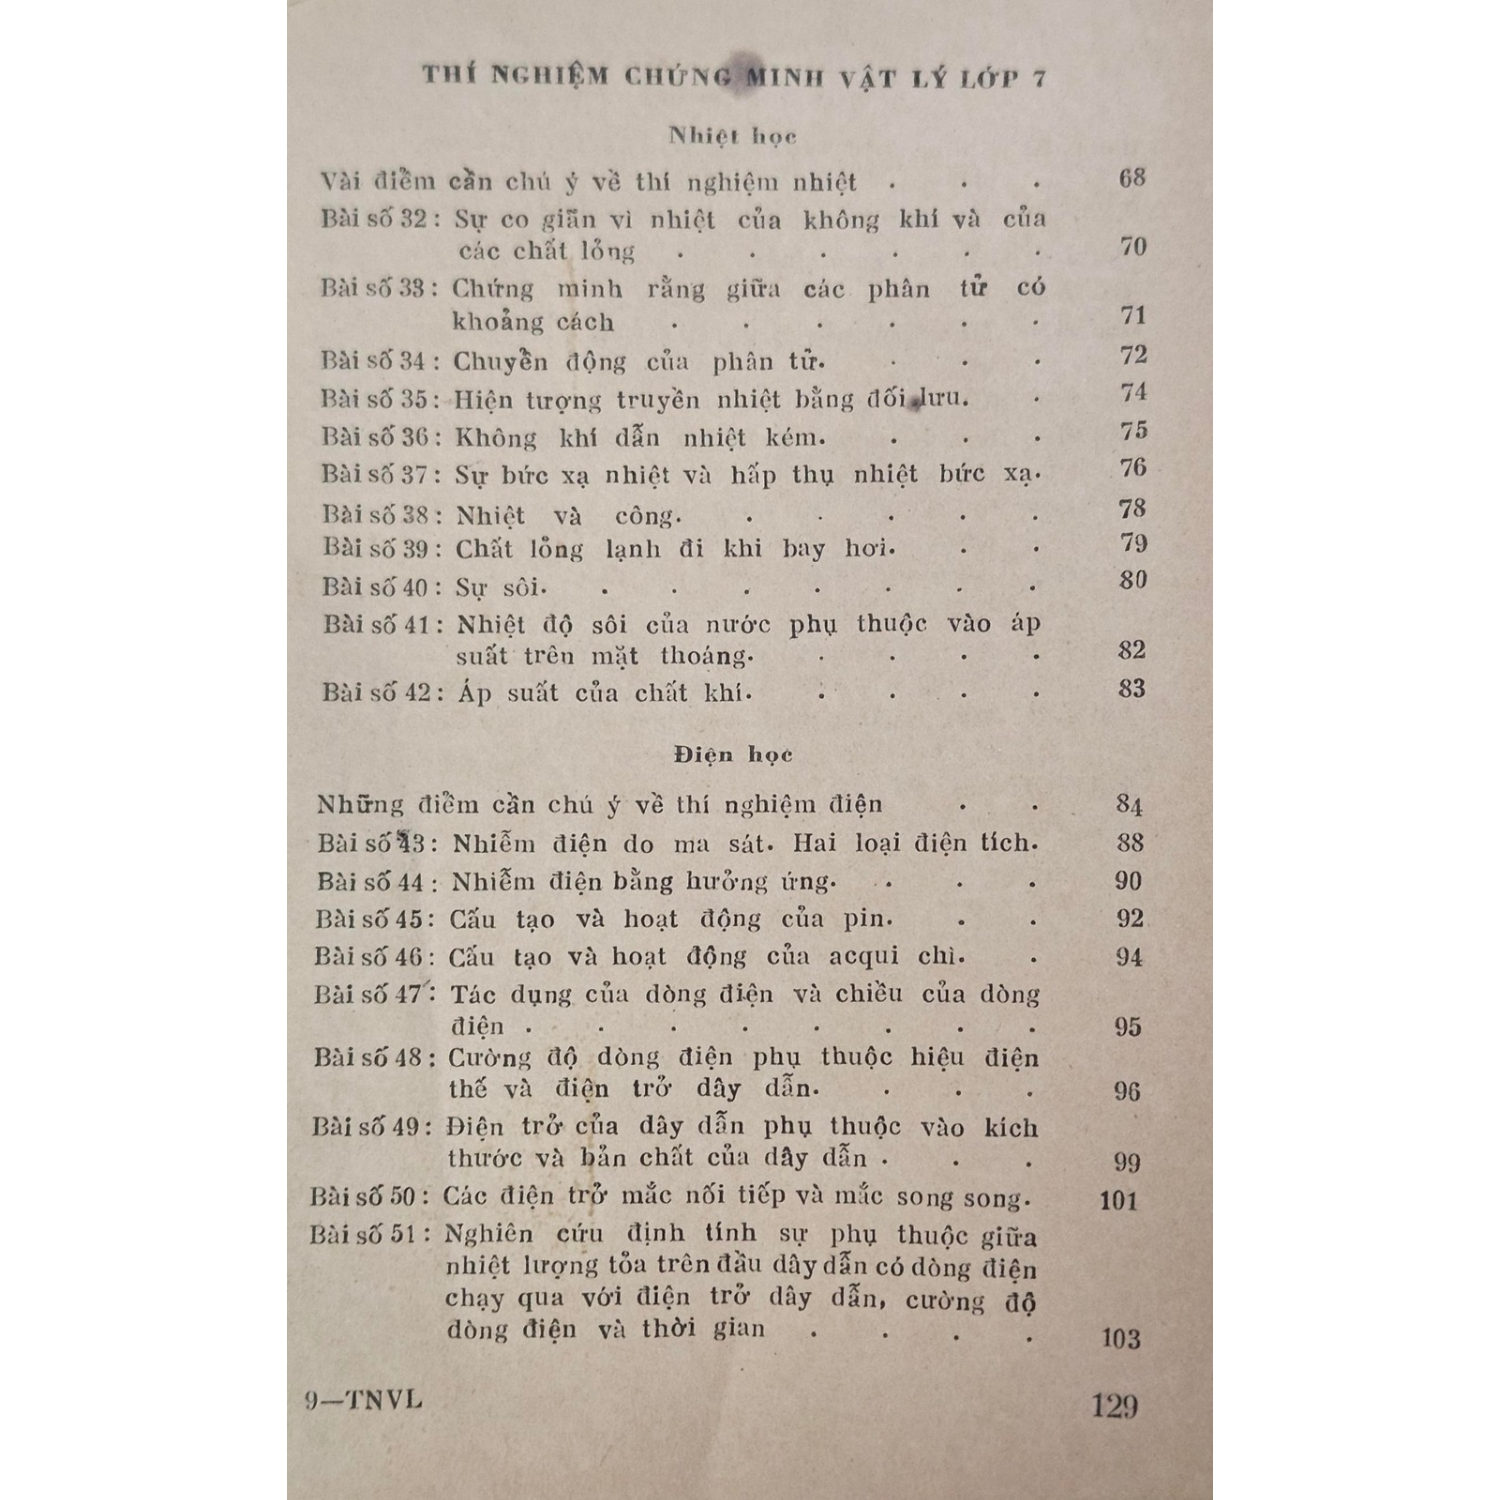 THÍ NGHIỆM CHỨNG MINH VẬT LÝ LỚP 7
Nhiệt học
Vài điểm cần chú ý về thí nghiệm nhiệt . . . 68
Bài số 32: Sự co giãn vì nhiệt của không khí và của
các chất lỏng . . . . . . 70
Bài số 33: Chứng minh rằng giữa các phân tử có
khoảng cách . . . . . . 71
Bài số 34: Chuyển động của phân tử. . . . 72
Bài số 35: Hiện tượng truyền nhiệt bằng đối lưu. . 74
Bài số 36: Không khí dẫn nhiệt kém. . . . 75
Bài số 37: Sự bức xạ nhiệt và hấp thụ nhiệt bức xạ. 76
Bài số 38: Nhiệt và công. . . . . . 78
Bài số 39: Chất lỏng lạnh đi khi bay hơi. . . 79
Bài số 40: Sự sôi. . . . . . . . 80
Bài số 41: Nhiệt độ sôi của nước phụ thuộc vào áp
suất trên mặt thoáng. . . . . 82
Bài số 42: Áp suất của chất khí. . . . . 83
Điện học
Những điểm cần chú ý về thí nghiệm điện . . 84
Bài số 43: Nhiễm điện do ma sát. Hai loại điện tích. 88
Bài số 44: Nhiễm điện bằng hưởng ứng. . . . 90
Bài số 45: Cấu tạo và hoạt động của pin. . . 92
Bài số 46: Cấu tạo và hoạt động của acqui chì. . 94
Bài số 47: Tác dụng của dòng điện và chiều của dòng
điện . . . . . . . . 95
Bài số 48: Cường độ dòng điện phụ thuộc hiệu điện
thế và điện trở dây dẫn. . . . 96
Bài số 49: Điện trở của dây dẫn phụ thuộc vào kích
thước và bản chất của dây dẫn . . . 99
Bài số 50: Các điện trở mắc nối tiếp và mắc song song. 101
Bài số 51: Nghiên cứu định tính sự phụ thuộc giữa
nhiệt lượng tỏa trên đầu dây dẫn có dòng điện
chạy qua với điện trở dây dẫn, cường độ
dòng điện và thời gian . . . . 103
9—TNVL 129